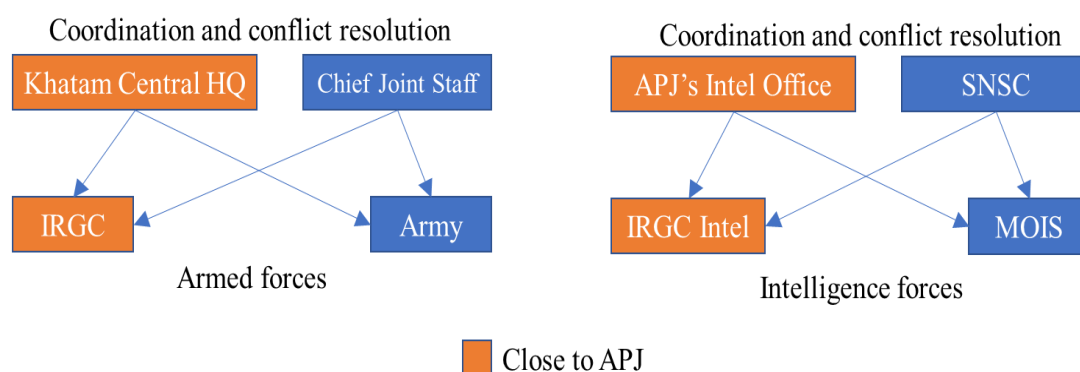 Coordination and conflict resolution
Khatam Central HQ
Chief Joint Staff
IRGC
Army
Armed forces
Coordination and conflict resolution
APJ's Intel Office
SNSC
IRGC Intel
MOIS
Intelligence forces
Close to APJ